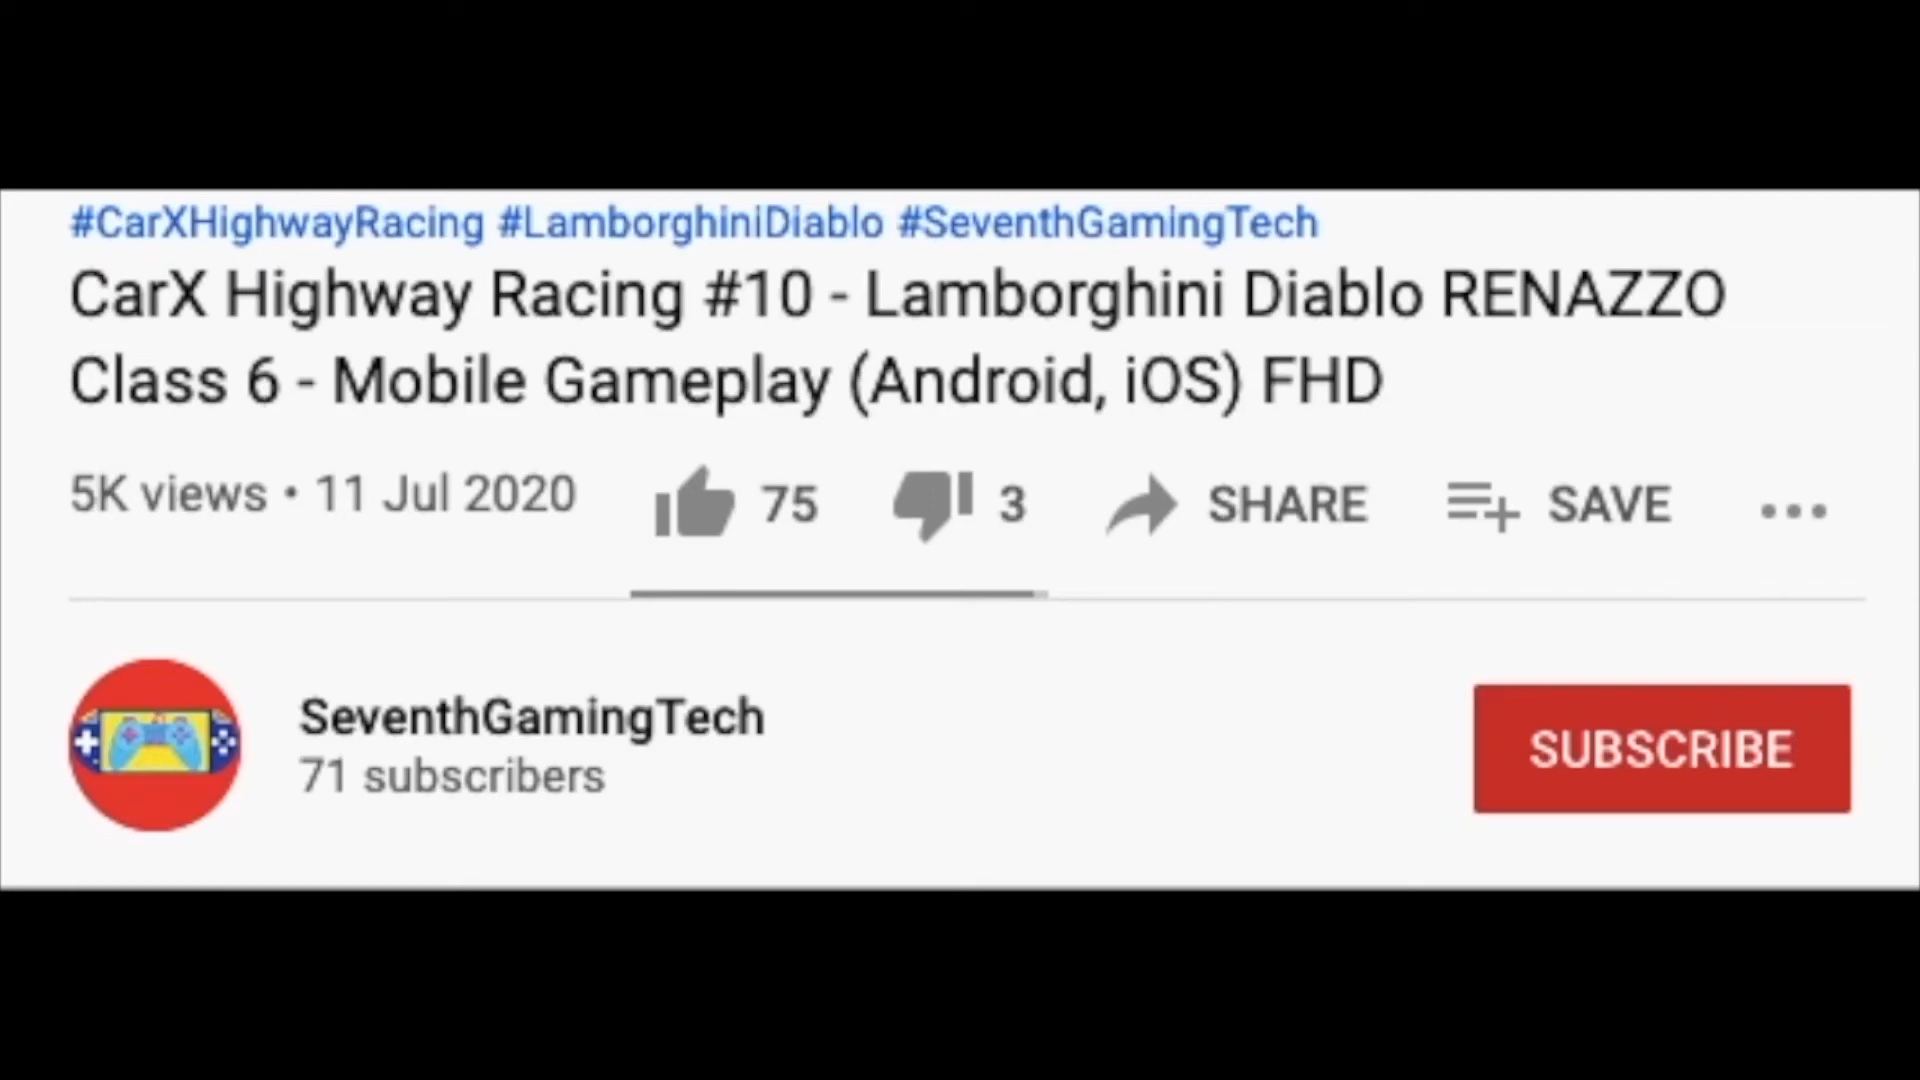 #CarXHighwayRacing #LamborghiniDiablo #SeventhGamingTech
CarX Highway Racing #10 - Lamborghini Diablo RENAZZO
Class 6 - Mobile Gameplay (Android, iOS) FHD
5K views • 11 Jul 2020 75 3 SHARE SAVE
SeventhGamingTech
71 subscribers
SUBSCRIBE